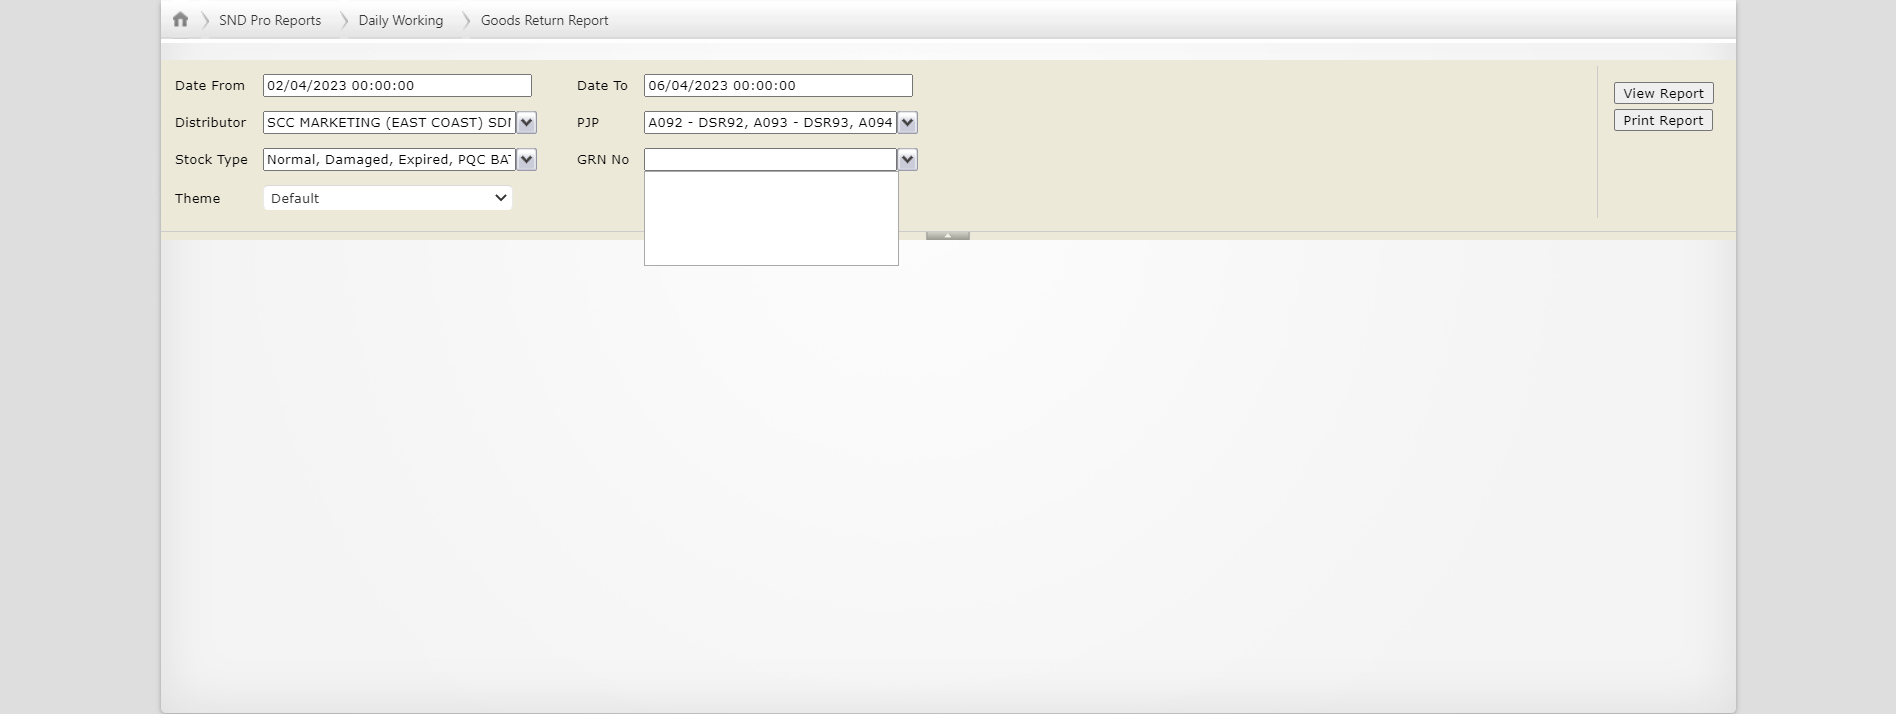 SND Pro Reports Daily Working Goods Return Report
Date From 02/04/2023 00:00:00 Date To 06/04/2023 00:00:00 View Report
Distributor SCC MARKETING (EAST COAST) PJP A092 - DSR92, A093 - DSR93, A094 Print Report
Stock Type Normal, Damaged, Expired, PQC GRN No
Theme Default